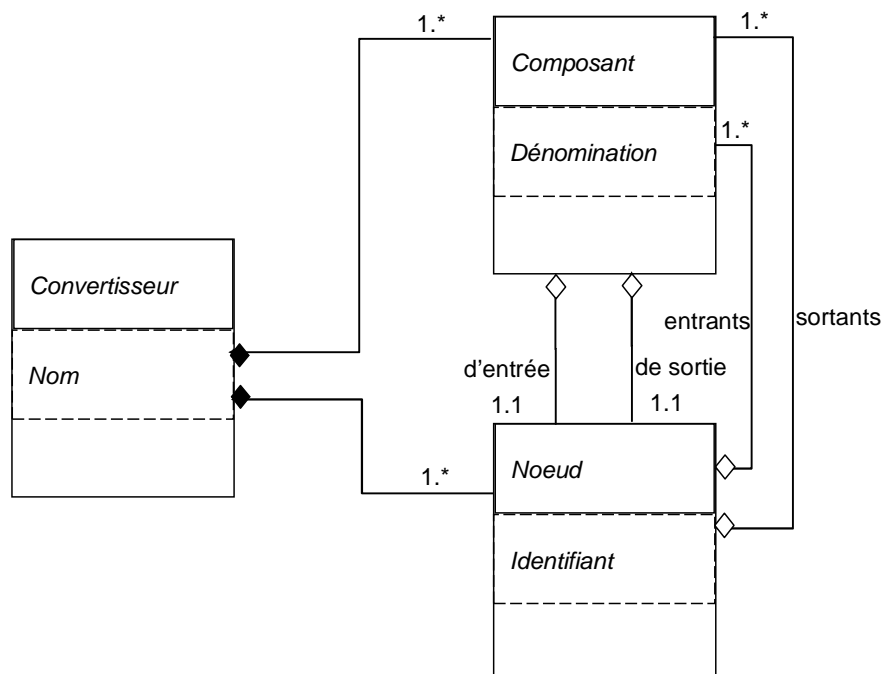 1.*
Composant
1.*
Dénomination
1.*
Convertisseur
Nom
entrants
sortants
d'entrée
de sortie
1.1
1.1
Noeud
1.*
Identifiant